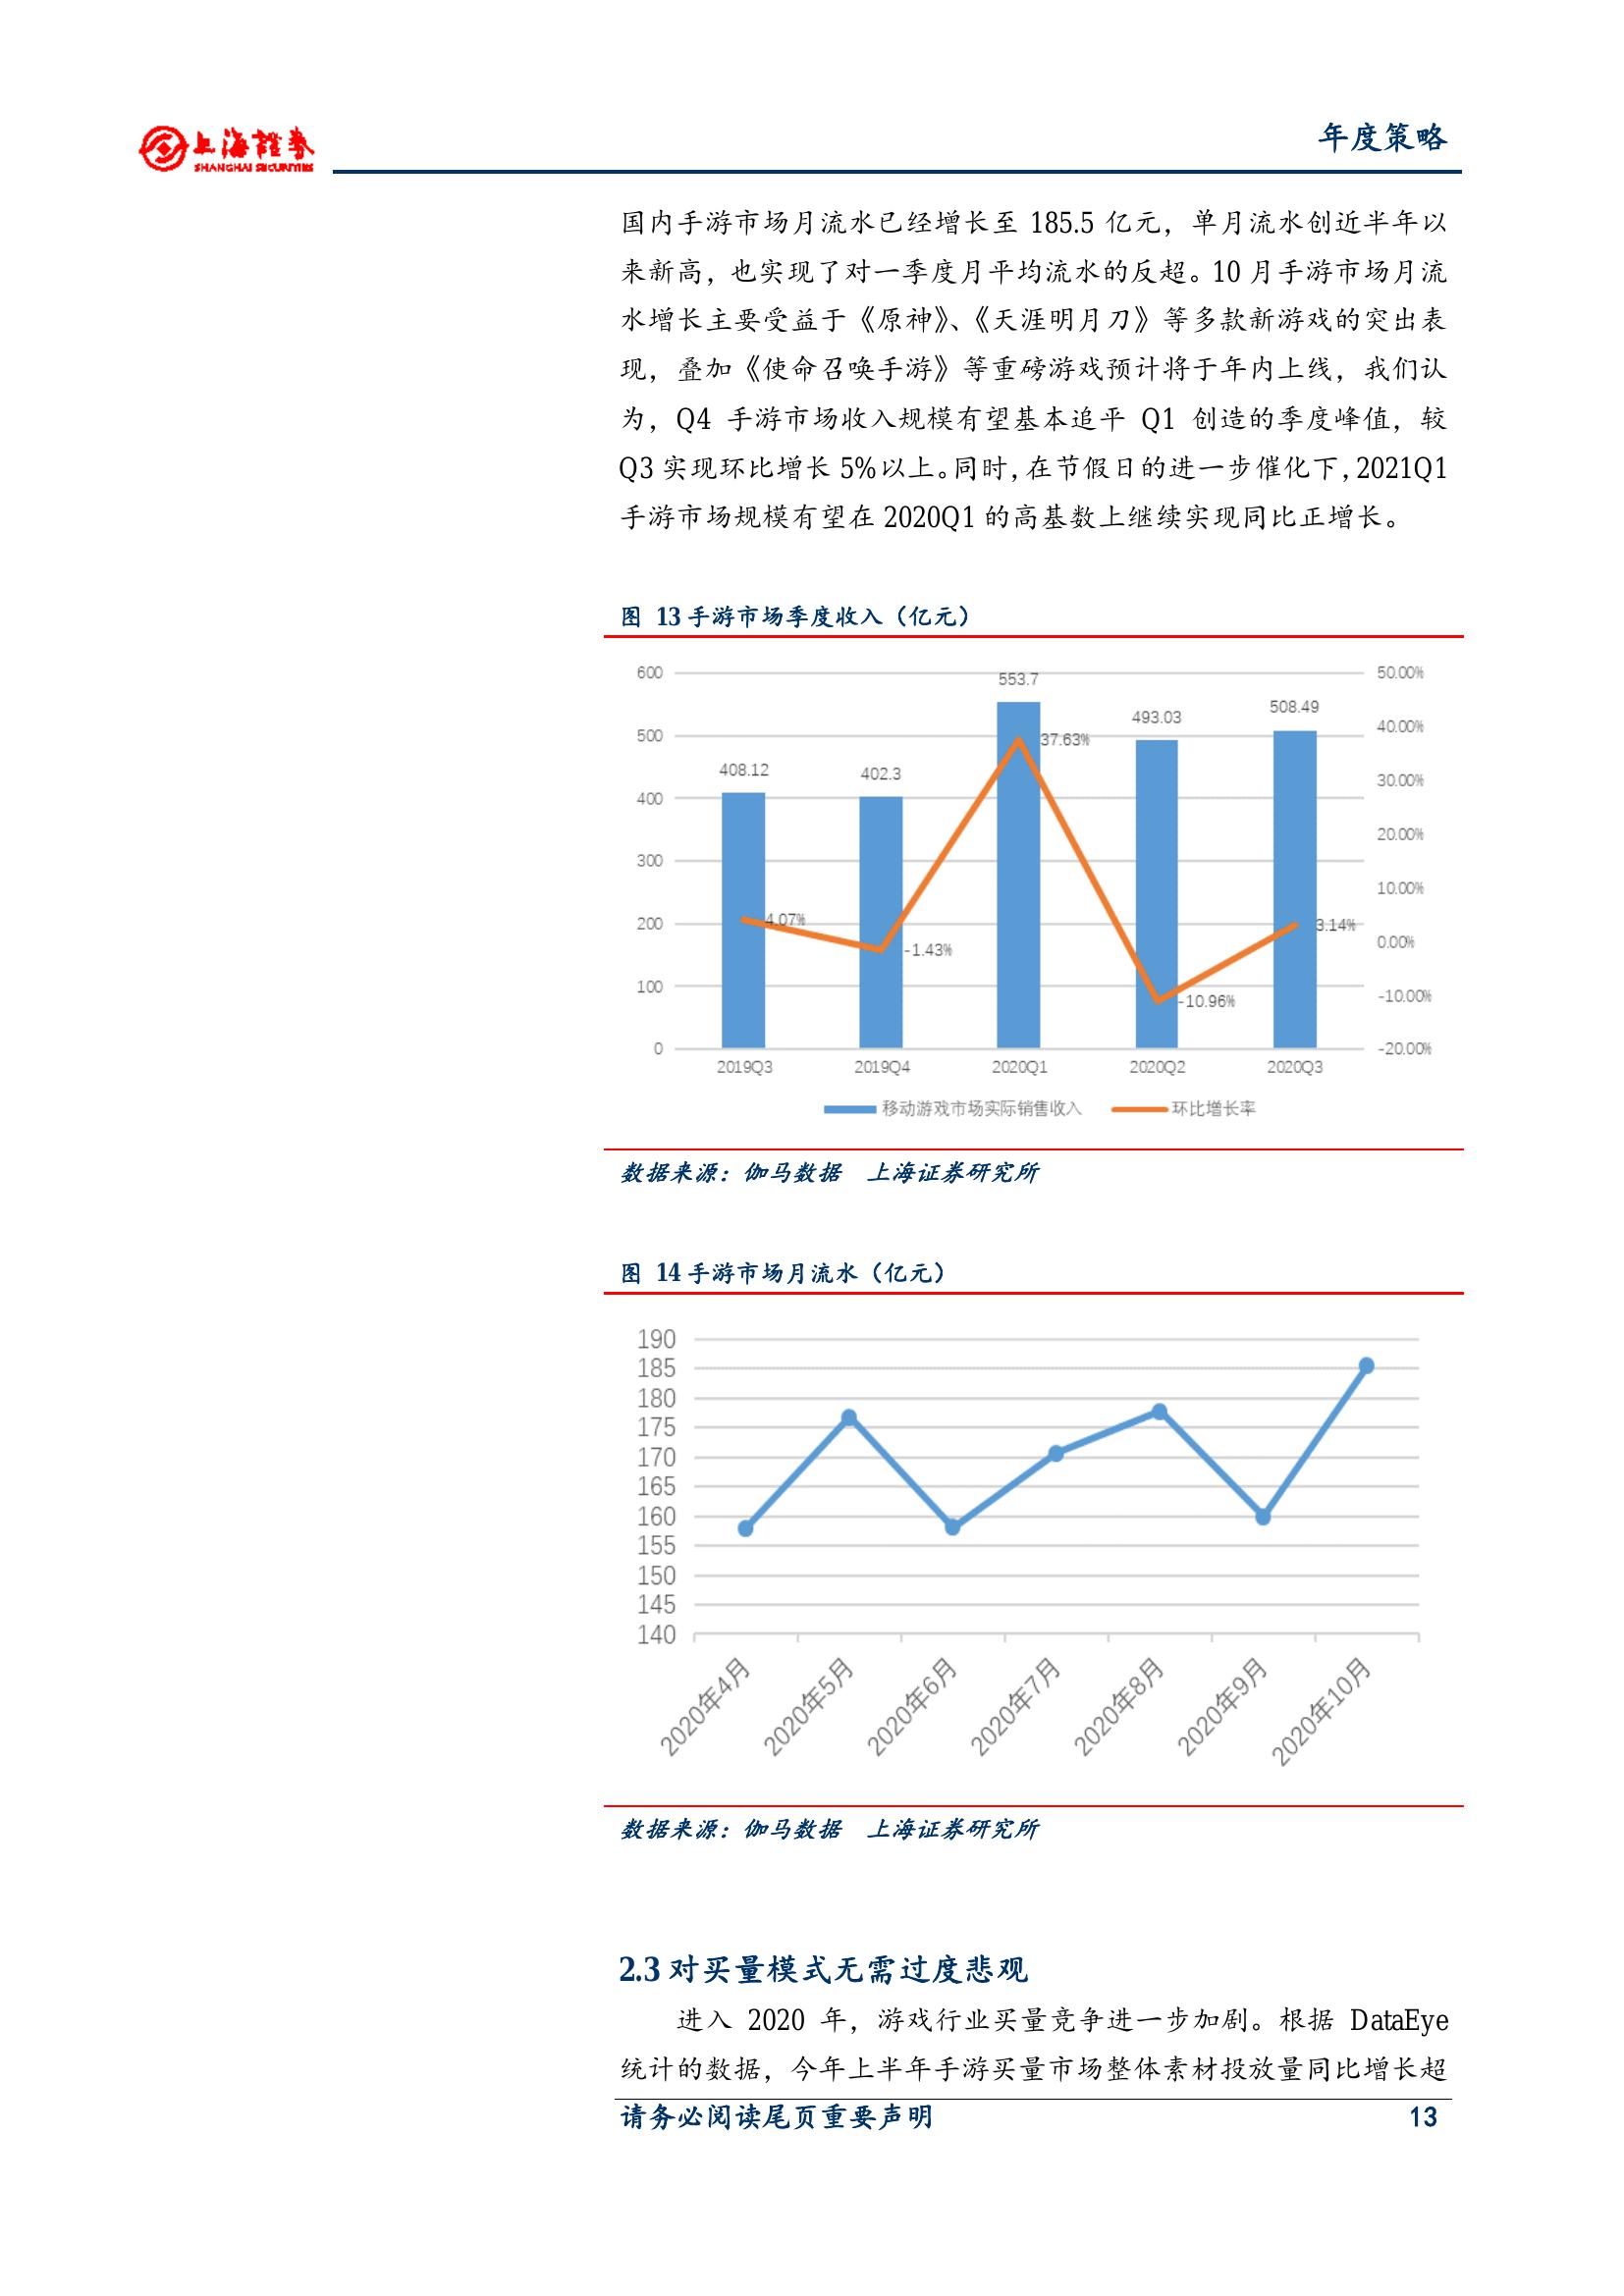 上海證券
SHANGHAI SECURITIES
年度策略
国内手游市场月流水已经增长至 185.5 亿元，单月流水创近半年以
来新高，也实现了对一季度月平均流水的反超。10 月手游市场月流
水增长主要受益于《原神》、《天涯明月刀》等多款新游戏的突出表
现，叠加《使命召唤手游》等重磅游戏预计将于年内上线，我们认
为，Q4 手游市场收入规模有望基本追平 Q1 创造的季度峰值，较
Q3 实现环比增长 5%以上。同时，在节假日的进一步催化下，2021Q1
手游市场规模有望在 2020Q1 的高基数上继续实现同比正增长。
图 13 手游市场季度收入（亿元）
600
500
400
300
200
100
0
50.00%
40.00%
30.00%
20.00%
10.00%
0.00%
-10.00%
-20.00%
408.12
402.3
553.7
493.03
508.49
4.07%
-1.43%
37.63%
-10.96%
3.14%
2019Q3 2019Q4 2020Q1 2020Q2 2020Q3
移动游戏市场实际销售收入 环比增长率
数据来源：伽马数据 上海证券研究所
图 14 手游市场月流水（亿元）
190
185
180
175
170
165
160
155
150
145
140
2020年4月
2020年5月
2020年6月
2020年7月
2020年8月
2020年9月
2020年10月
数据来源：伽马数据 上海证券研究所
2.3 对买量模式无需过度悲观
进入 2020 年，游戏行业买量竞争进一步加剧。根据 DataEye
统计的数据，今年上半年手游买量市场整体素材投放量同比增长超
请务必阅读尾页重要声明 13